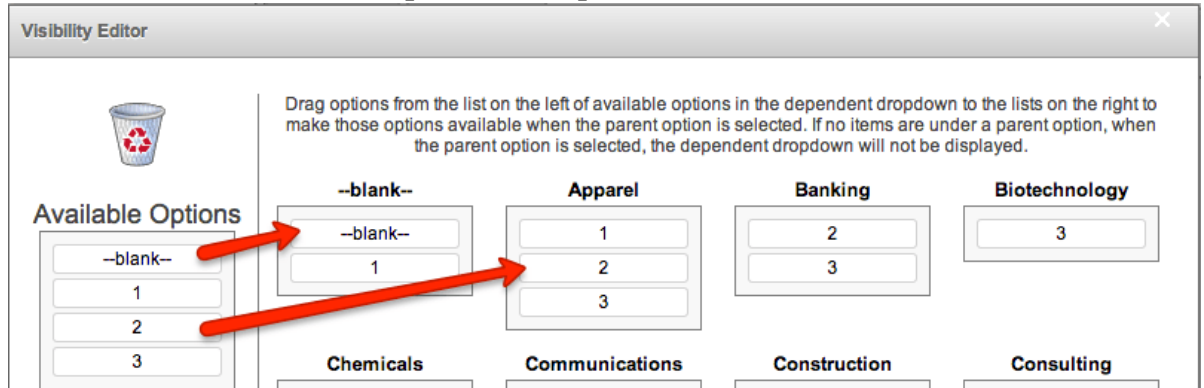 Visibility Editor
Drag options from the list on the left of available options in the dependent dropdown to the lists on the right to
make those options available when the parent option is selected. If no items are under a parent option, when
the parent option is selected, the dependent dropdown will not be displayed.
Available Options
--blank--
1
2
3
--blank--
--blank--
1
Apparel
1
2
3
Banking
2
3
Biotechnology
3
Chemicals
Communications
Construction
Consulting